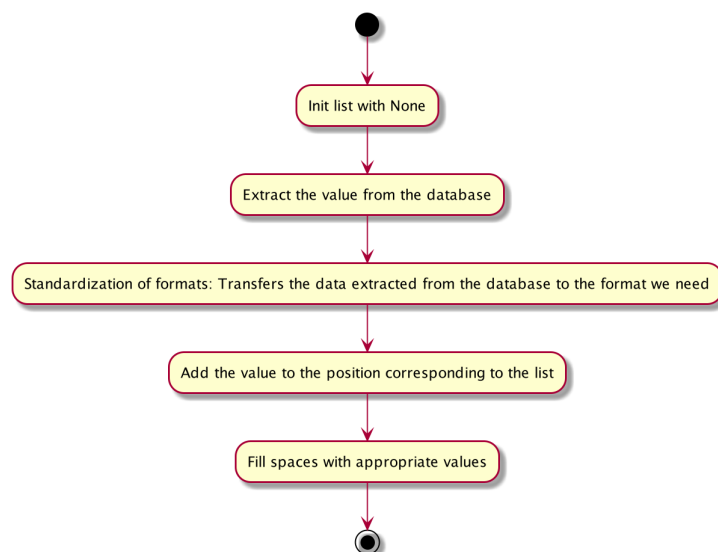 Init list with None
Extract the value from the database
Standardization of formats: Transfers the data extracted from the database to the format we need
Add the value to the position corresponding to the list
Fill spaces with appropriate values